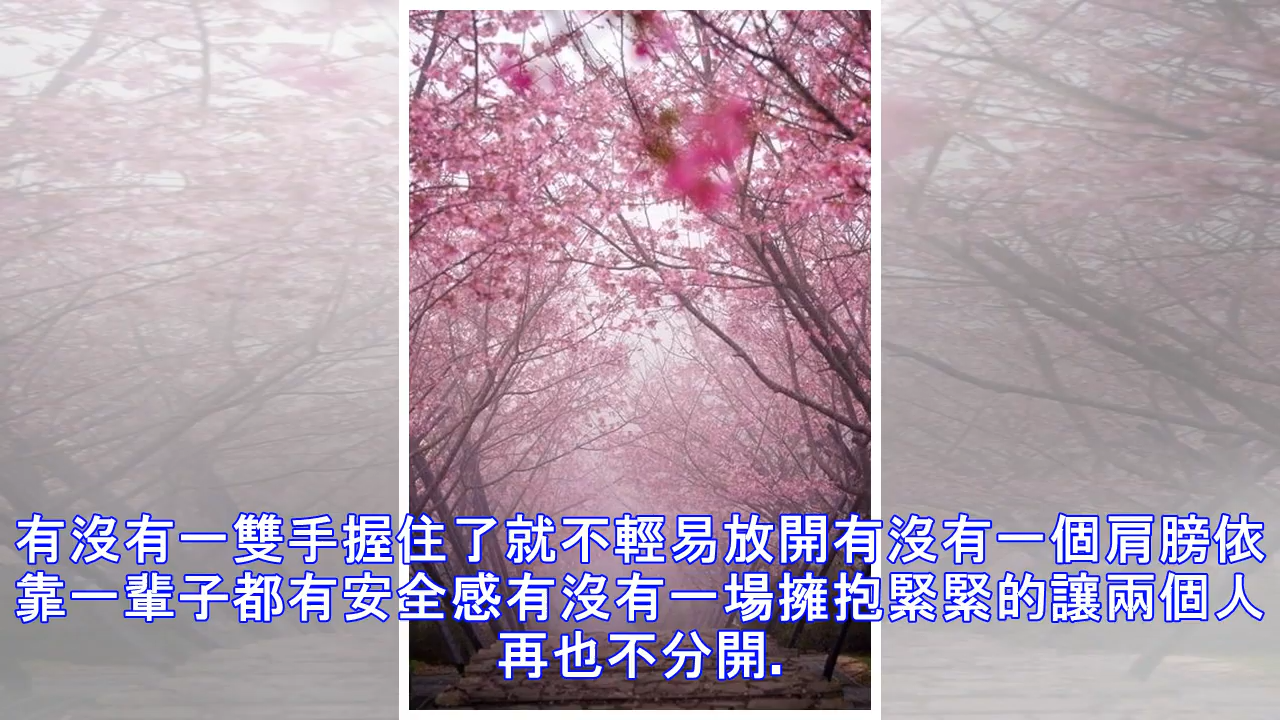 有沒有一雙手握住了就不輕易放開有沒有一個肩膀依
靠一輩子都有安全感有沒有一場擁抱緊緊的讓兩個人
再也不分開.